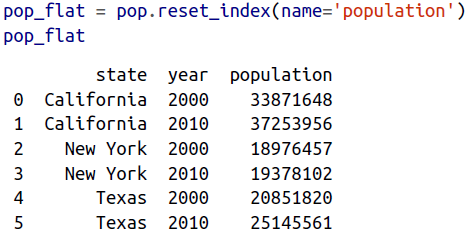 pop_flat = pop.reset_index(name='population')
pop_flat
state year population
0 California 2000 33871648
1 California 2010 37253956
2 New York 2000 18976457
3 New York 2010 19378102
4 Texas 2000 20851820
5 Texas 2010 25145561